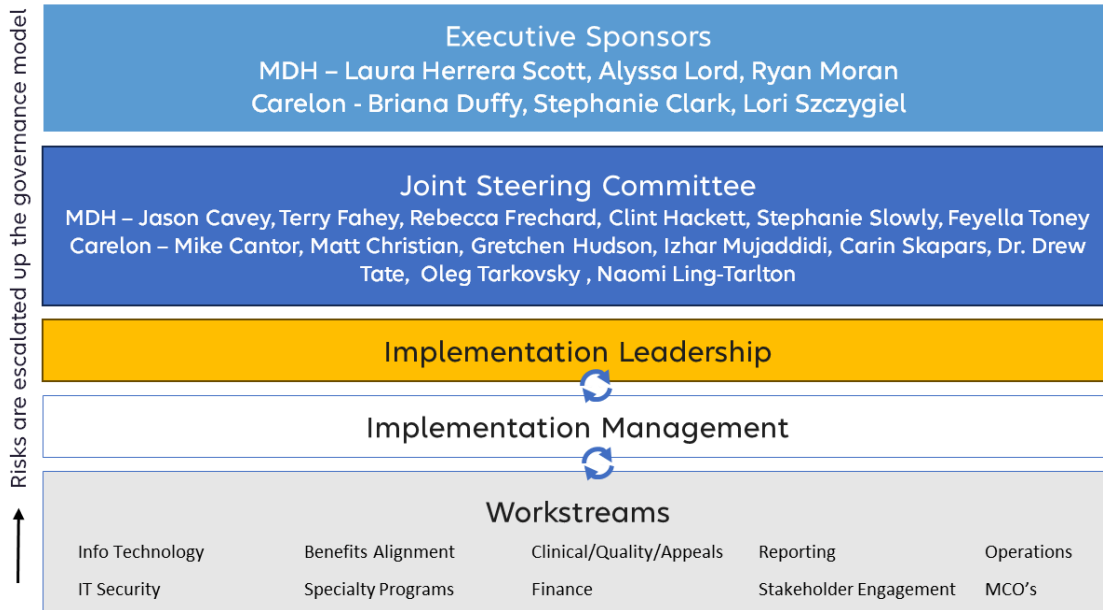 Risks are escalated up the governance model
Executive Sponsors
MDH – Laura Herrera Scott, Alyssa Lord, Ryan Moran
Carelon - Briana Duffy, Stephanie Clark, Lori Szczygiel
Joint Steering Committee
MDH – Jason Cavey, Terry Fahey, Rebecca Frechard, Clint Hackett, Stephanie Slowly, Feyella Toney
Carelon – Mike Cantor, Matt Christian, Gretchen Hudson, Izhar Mujaddidi, Carin Skapars, Dr. Drew
Tate, Oleg Tarkovsky , Naomi Ling-Tarlton
Implementation Leadership
Implementation Management
Workstreams
Info Technology Benefits Alignment Clinical/Quality/Appeals Reporting Operations
IT Security Specialty Programs Finance Stakeholder Engagement MCO’s